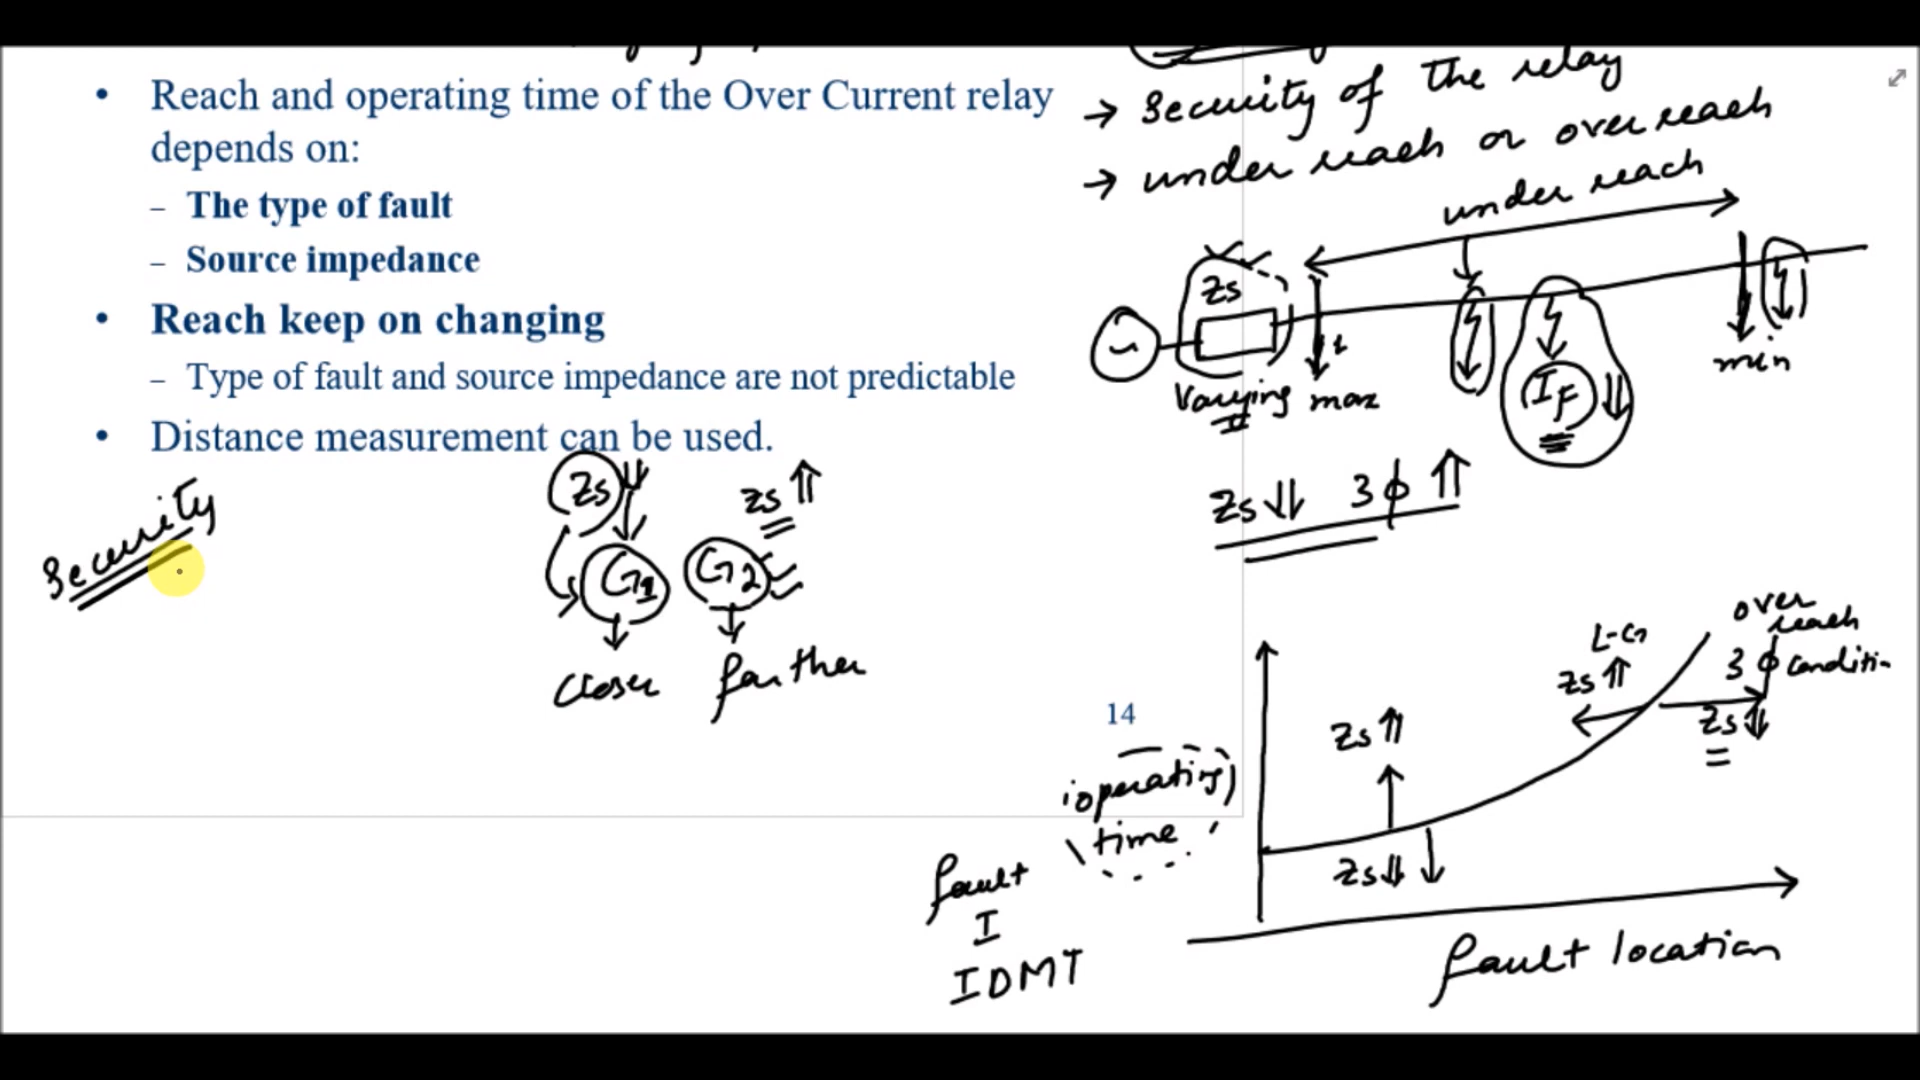 • Reach and operating time of the Over Current relay
depends on:
– The type of fault
– Source impedance
• Reach keep on changing
– Type of fault and source impedance are not predictable
• Distance measurement can be used.
Security
Zs ↓↓
Zs ⇑
G1
G2
closer
farther
14
→ Security of the relay
→ under reach or over reach
under reach
Zs
Varying
max
IF ↓↓
min
Zs ↓↓ 3ϕ ⇑
operating
time
fault
I
IDMT
Zs ⇑
Zs ↓↓
L-G
Zs ⇑
over
reach
3ϕ conditin
Zs ↓↓
fault location